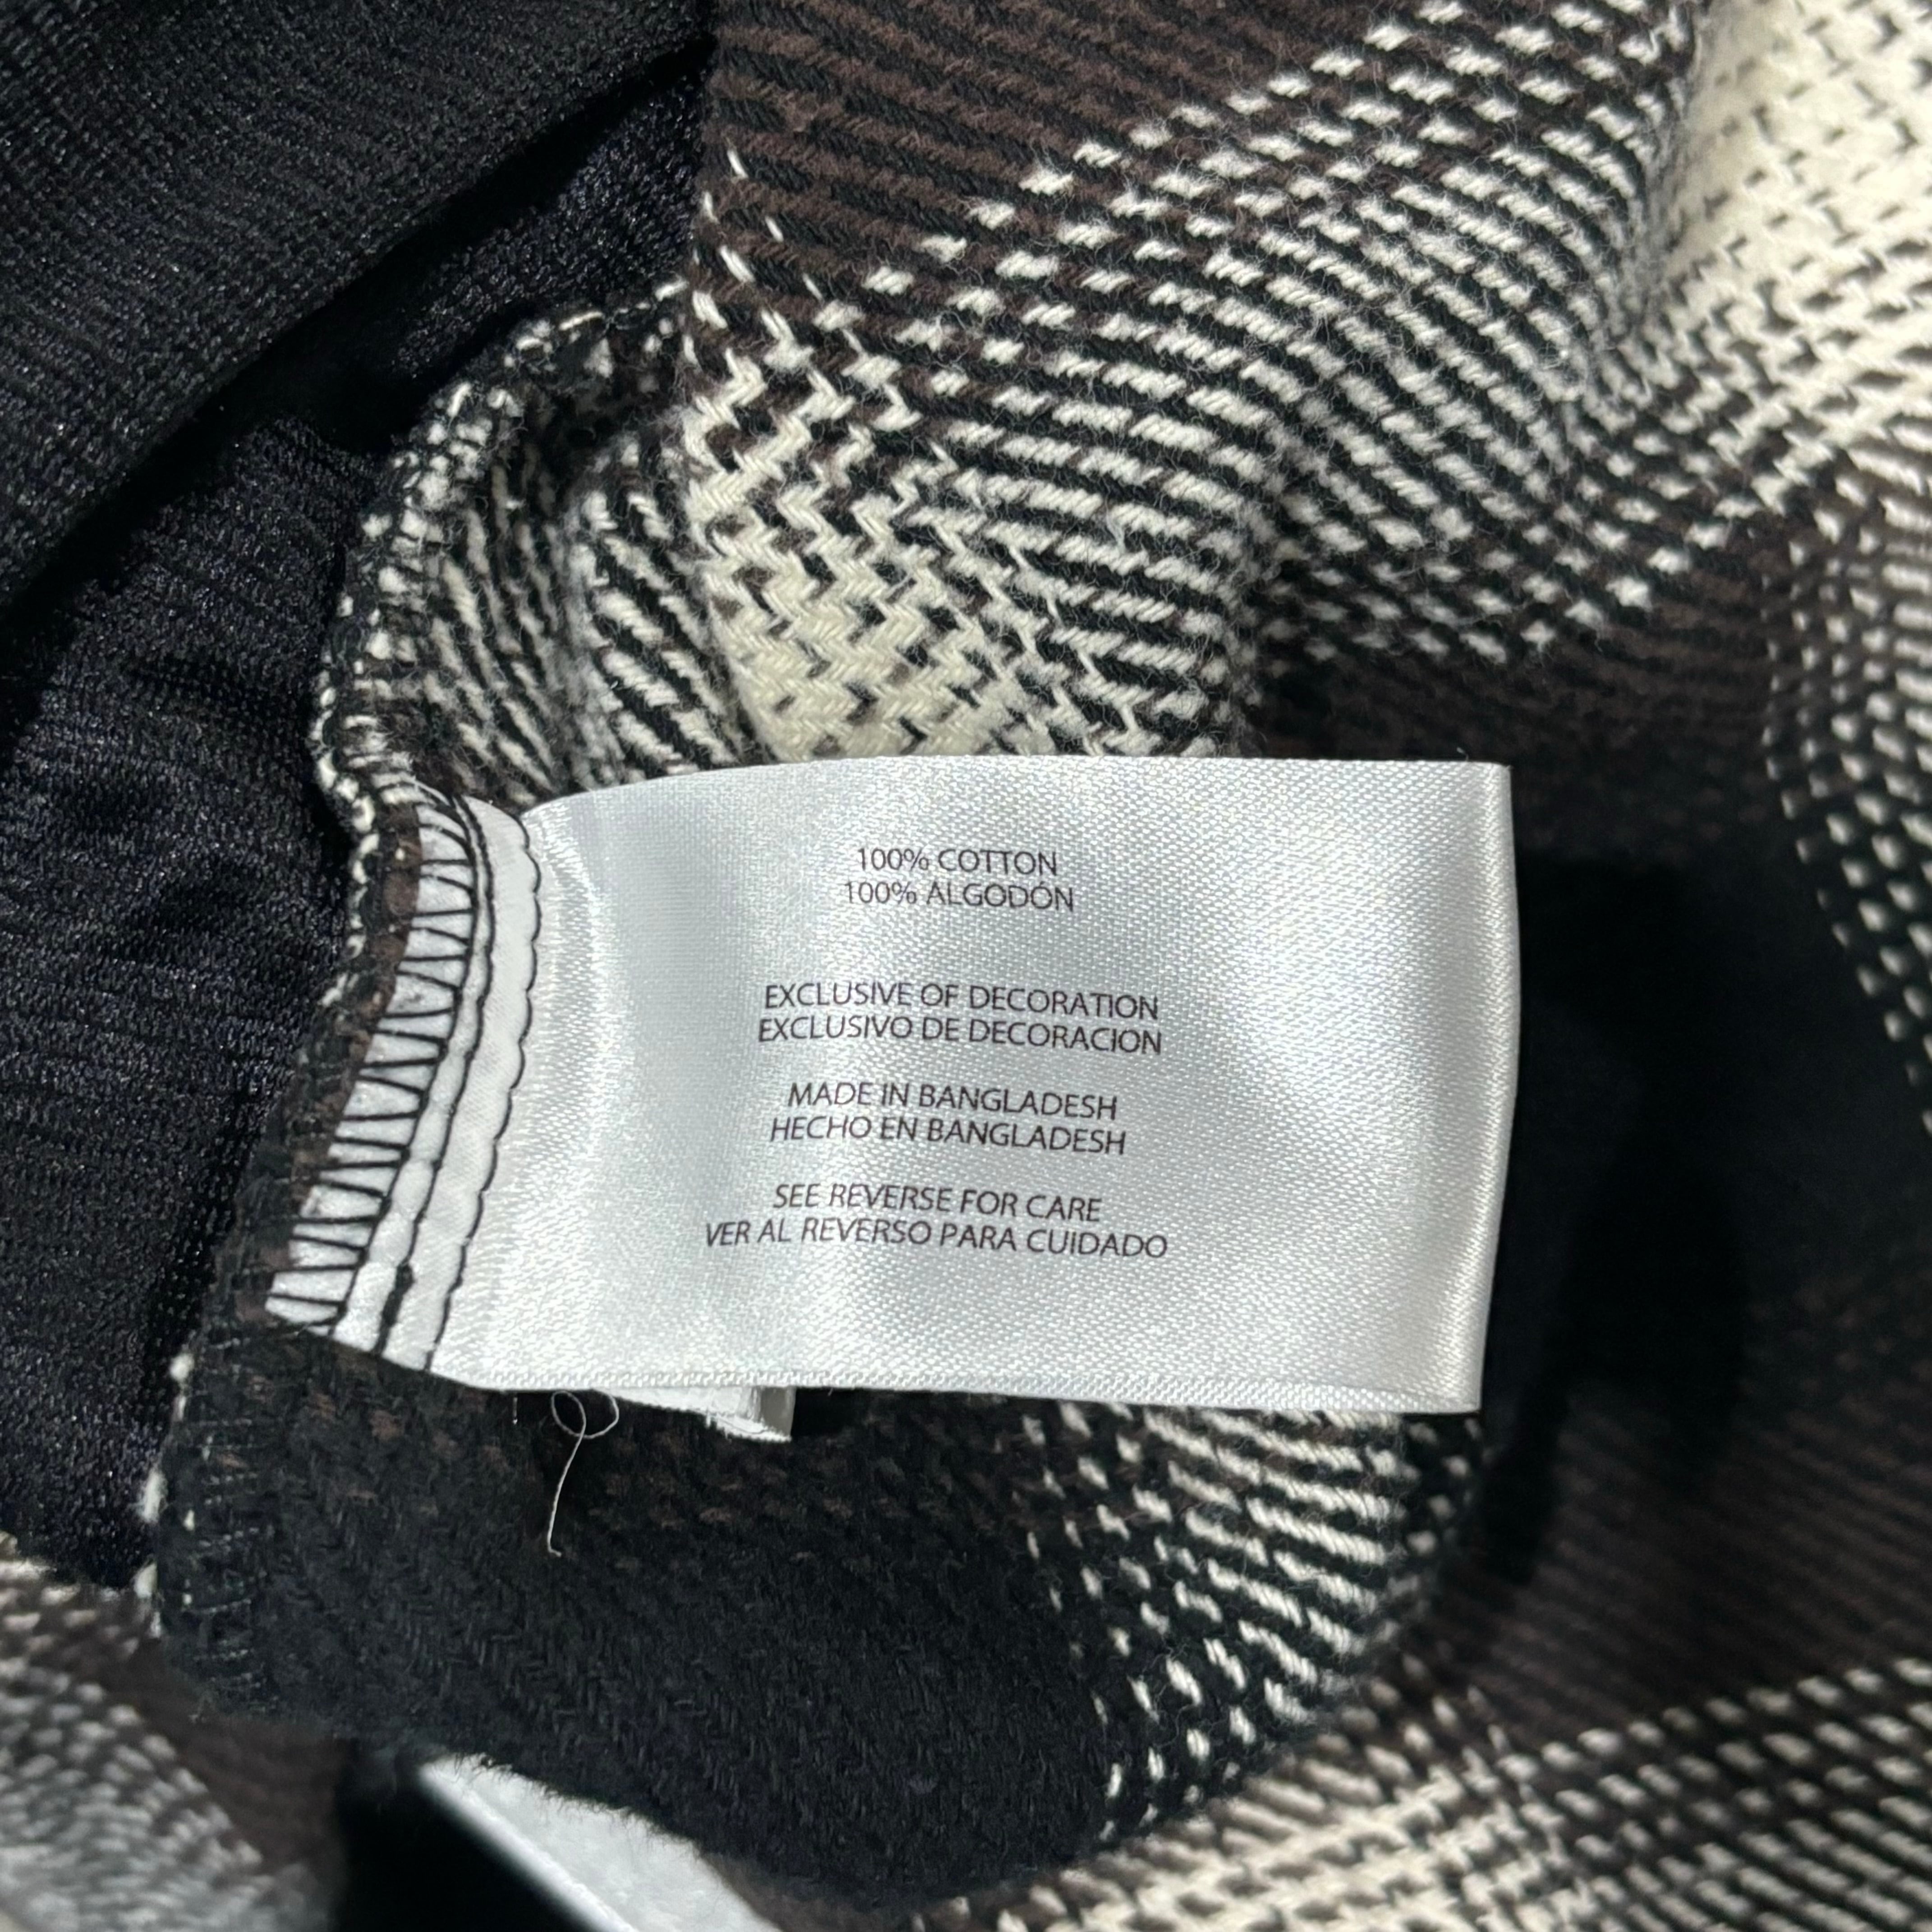 100% COTTON
100% ALGODÓN
EXCLUSIVE OF DECORATION
EXCLUSIVO DE DECORACION
MADE IN BANGLADESH
HECHO EN BANGLADESH
SEE REVERSE FOR CARE
VER AL REVERSO PARA CUIDADO